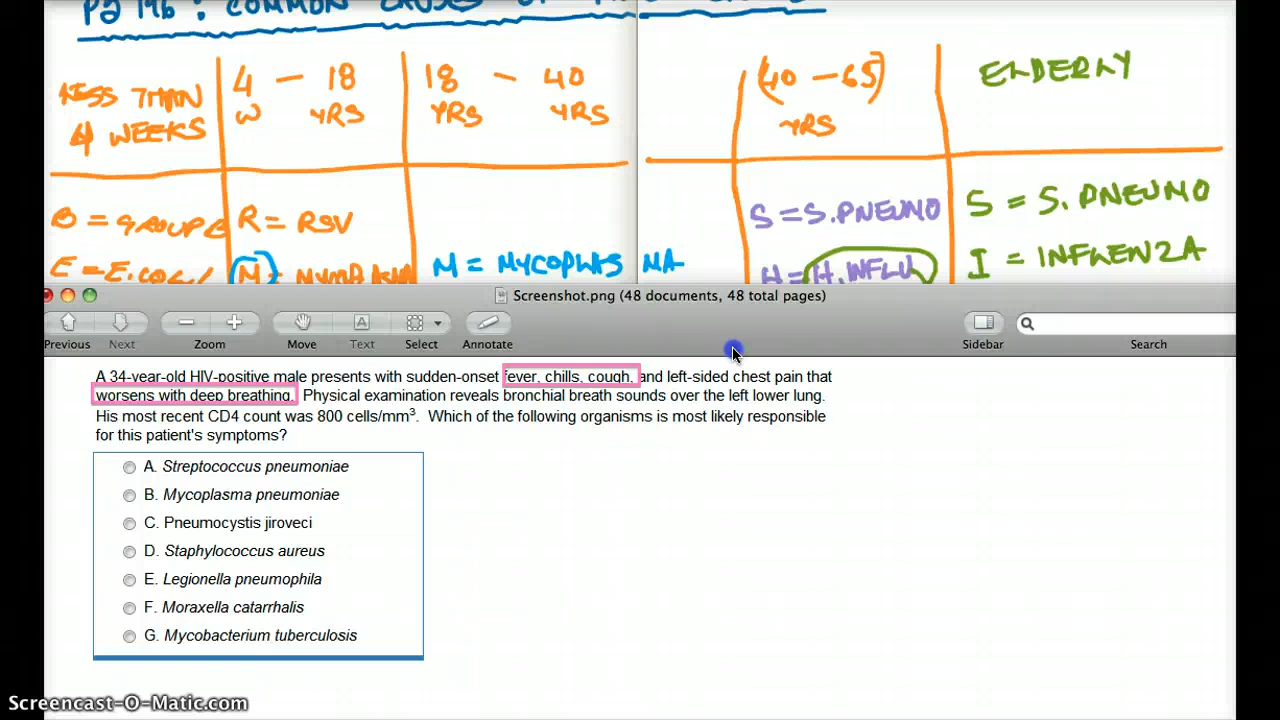 Pg 196: COMMON CAUSES OF
LESS THAN 4 WEEKS
4 - 18
W YRS
18 - 40
YRS YRS
(40 - 65)
YRS
ELDERLY
B = GROUP B
R = RSV
S = S.PNEUMO
S = S. PNEUMO
E = E.COLI
M = MYCOPLASMA
M = MYCOPLASMA
H = H.INFLU
I = INFLENZA
Screenshot.png (48 documents, 48 total pages)
Previous Next Zoom Move Text Select Annotate Sidebar Search
A 34-year-old HIV-positive male presents with sudden-onset fever, chills, cough, and left-sided chest pain that
worsens with deep breathing. Physical examination reveals bronchial breath sounds over the left lower lung.
His most recent CD4 count was 800 cells/mm³. Which of the following organisms is most likely responsible
for this patient's symptoms?
A. Streptococcus pneumoniae
B. Mycoplasma pneumoniae
C. Pneumocystis jiroveci
D. Staphylococcus aureus
E. Legionella pneumophila
F. Moraxella catarrhalis
G. Mycobacterium tuberculosis
Screencast-O-Matic.com